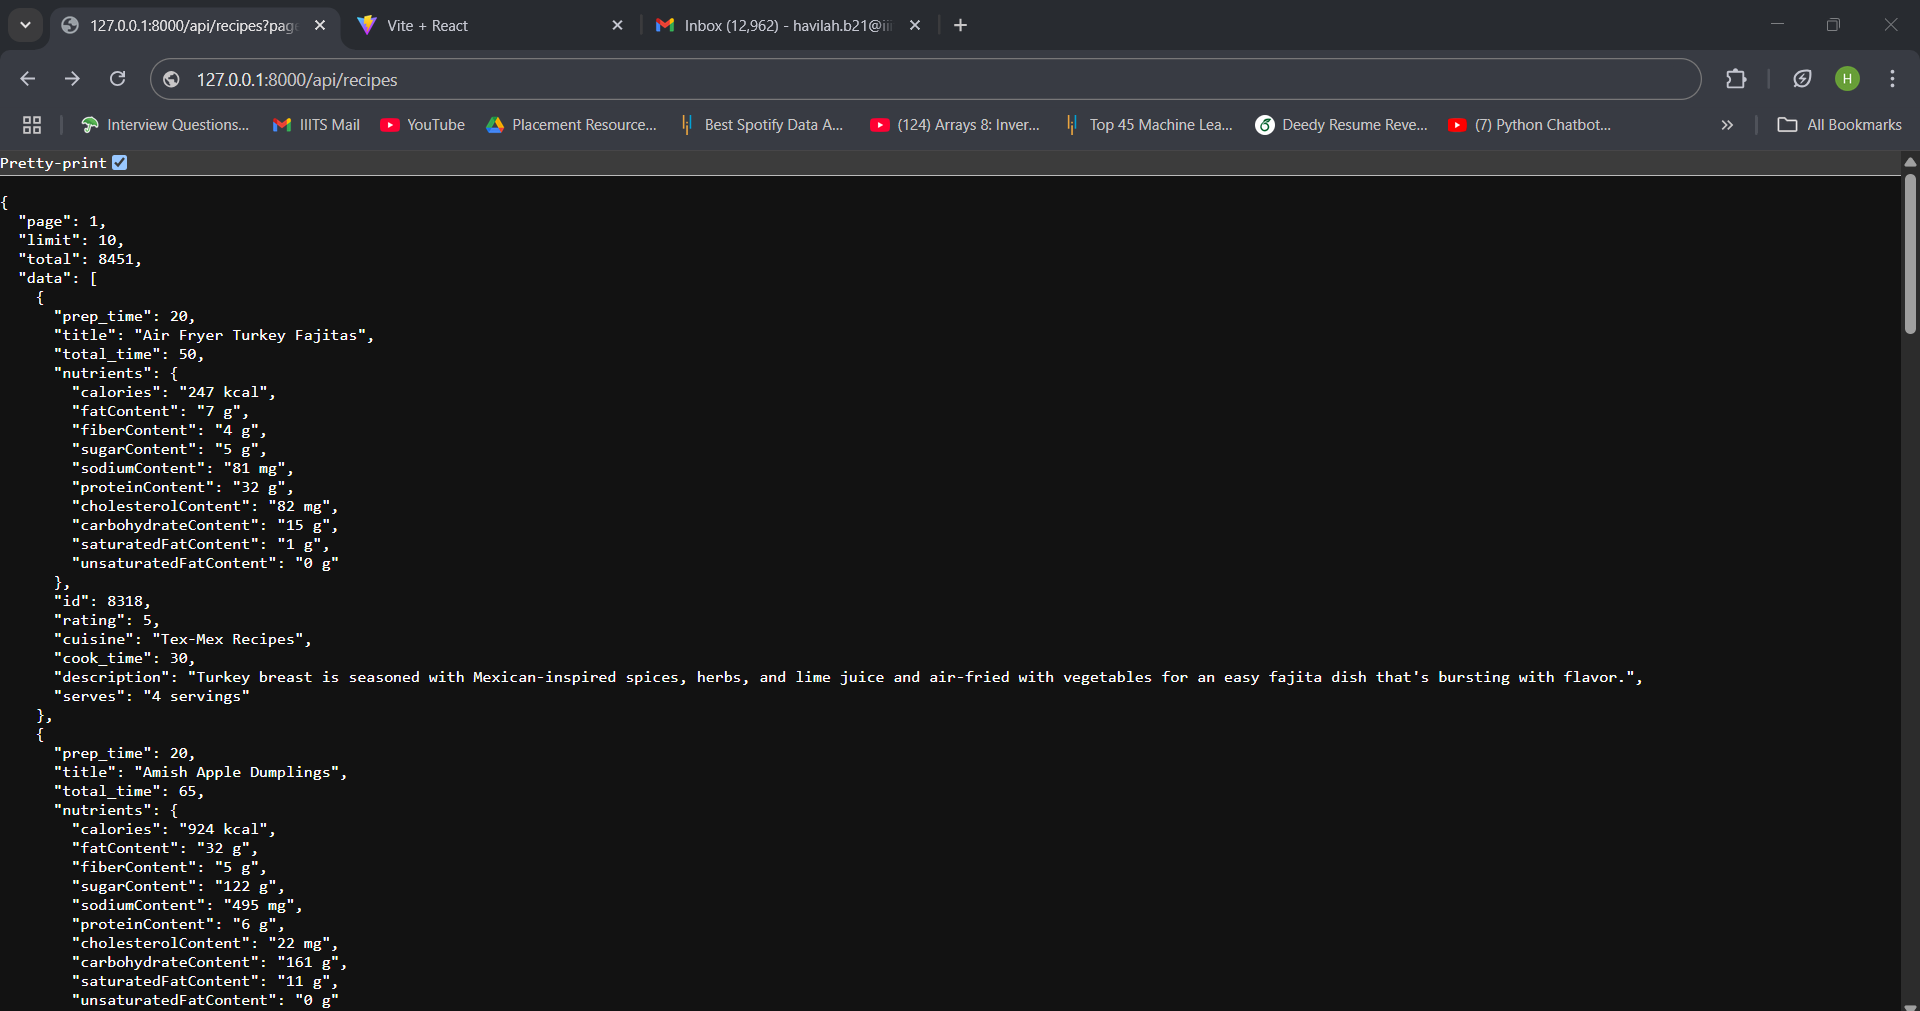 127.0.0.1:8000/api/recipes?pag
Vite + React
Inbox (12,962) - havilah.b21@iii
127.0.0.1:8000/api/recipes
H
Interview Questions...
IIITS Mail
YouTube
Placement Resource...
Best Spotify Data A...
(124) Arrays 8: Inver...
Top 45 Machine Lea...
Deedy Resume Reve...
(7) Python Chatbot...
»
All Bookmarks
Pretty-print
{
  "page": 1,
  "limit": 10,
  "total": 8451,
  "data": [
    {
      "prep_time": 20,
      "title": "Air Fryer Turkey Fajitas",
      "total_time": 50,
      "nutrients": {
        "calories": "247 kcal",
        "fatContent": "7 g",
        "fiberContent": "4 g",
        "sugarContent": "5 g",
        "sodiumContent": "81 mg",
        "proteinContent": "32 g",
        "cholesterolContent": "82 mg",
        "carbohydrateContent": "15 g",
        "saturatedFatContent": "1 g",
        "unsaturatedFatContent": "0 g"
      },
      "id": 8318,
      "rating": 5,
      "cuisine": "Tex-Mex Recipes",
      "cook_time": 30,
      "description": "Turkey breast is seasoned with Mexican-inspired spices, herbs, and lime juice and air-fried with vegetables for an easy fajita dish that's bursting with flavor.",
      "serves": "4 servings"
    },
    {
      "prep_time": 20,
      "title": "Amish Apple Dumplings",
      "total_time": 65,
      "nutrients": {
        "calories": "924 kcal",
        "fatContent": "32 g",
        "fiberContent": "5 g",
        "sugarContent": "122 g",
        "sodiumContent": "495 mg",
        "proteinContent": "6 g",
        "cholesterolContent": "22 mg",
        "carbohydrateContent": "161 g",
        "saturatedFatContent": "11 g",
        "unsaturatedFatContent": "0 g"